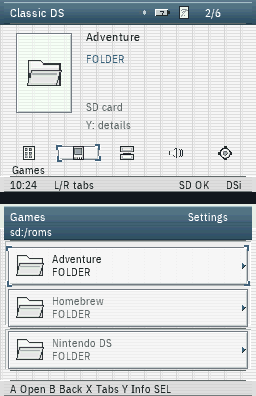 Classic DS 2/6
Adventure
FOLDER
SD card
Y: details
Games
10:24 L/R tabs SD OK DSi
Games Settings
sd:/roms
Adventure
FOLDER
Homebrew
FOLDER
Nintendo DS
FOLDER
A Open B Back X Tabs Y Info SEL